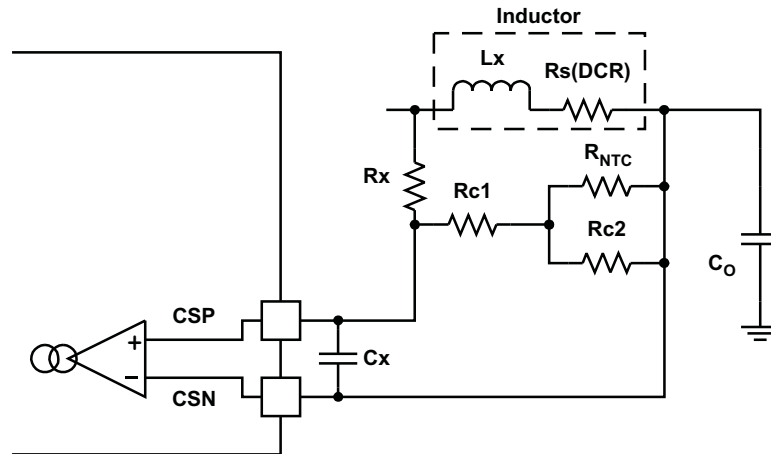 Inductor
Lx
Rs(DCR)
RNTC
Rx
Rc1
Rc2
CO
CSP
+
Cx
−
CSN